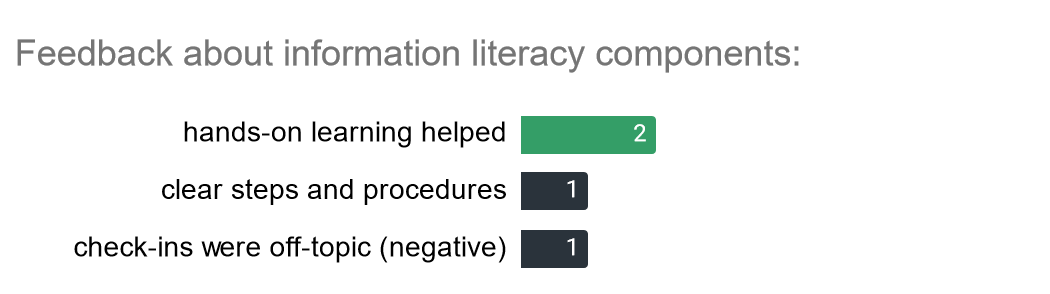 Feedback about information literacy components:
hands-on learning helped 2
clear steps and procedures 1
check-ins were off-topic (negative) 1